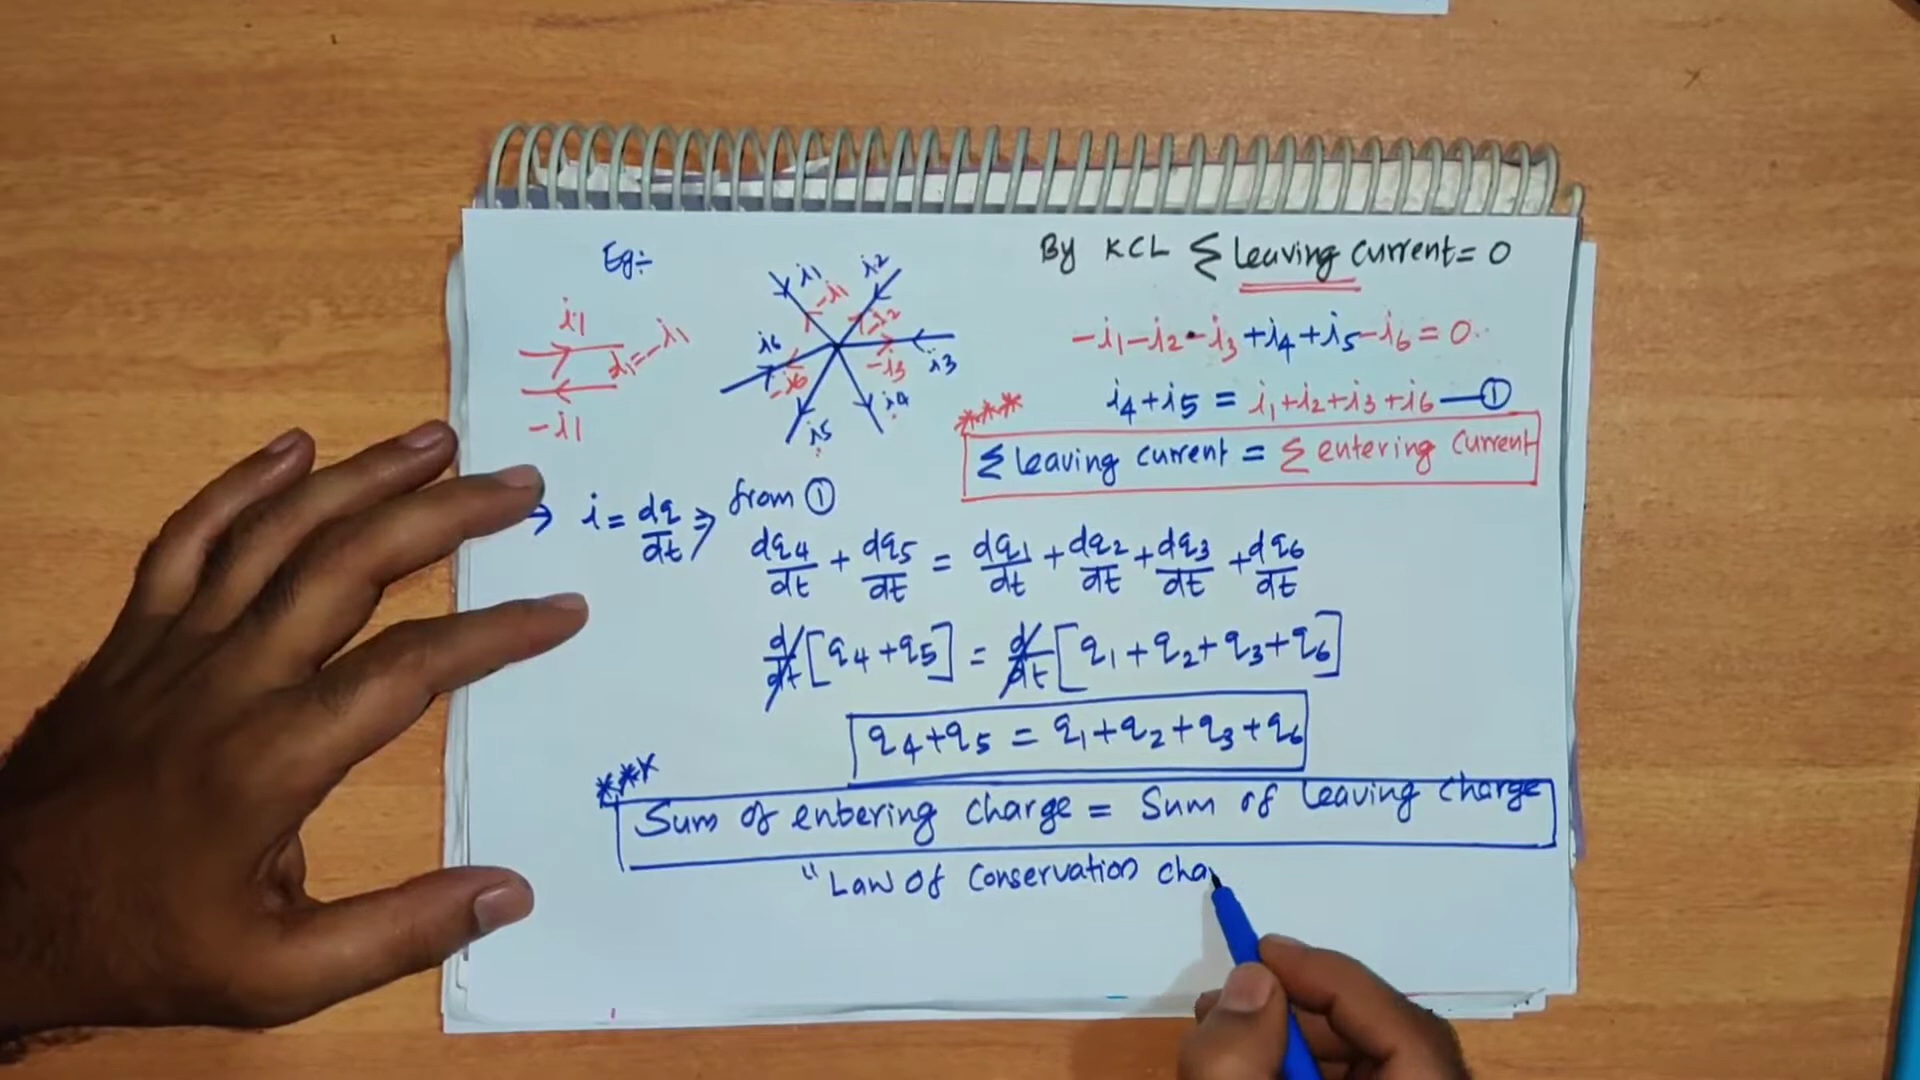 Eg:-
By KCL Σ leaving current = 0
i1
i1 = -i1
-i1
i1
-i1
i2
-i2
i3
-i3
i4
i5
i6
-i6
-i1-i2-i3+i4+i5-i6 = 0
i4+i5 = i1+i2+i3+i6 — ①
***
Σ leaving current = Σ entering current
⇒ i = dq/dt ⇒ from ①
dq4/dt + dq5/dt = dq1/dt + dq2/dt + dq3/dt + dq6/dt
d/dt [q4+q5] = d/dt [q1+q2+q3+q6]
q4+q5 = q1+q2+q3+q6
***
Sum of entering charge = Sum of leaving charge
"Law of conservation cha